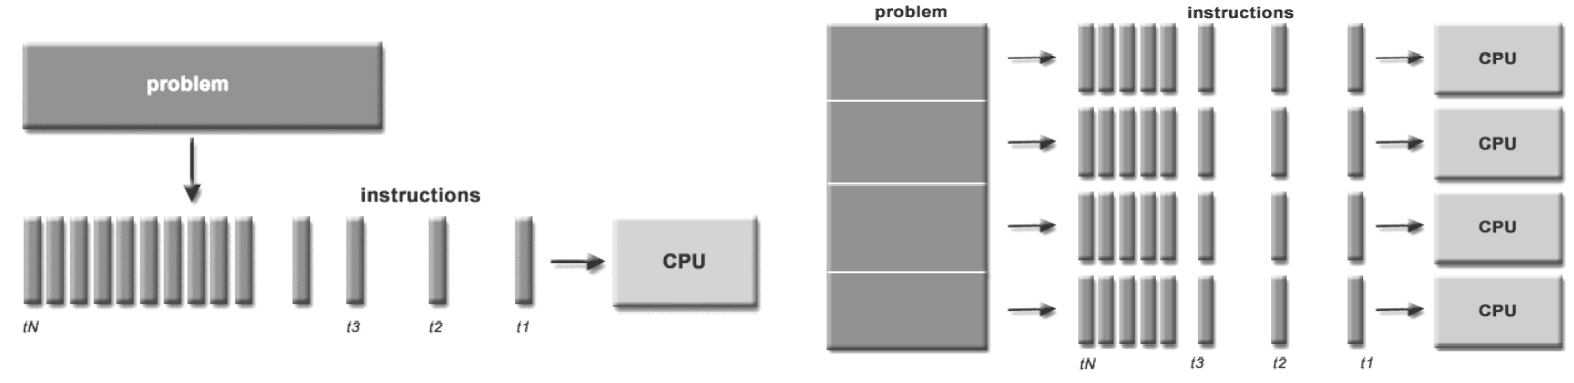 problem
instructions
CPU
tN t3 t2 t1
problem instructions
CPU
CPU
CPU
CPU
tN t3 t2 t1